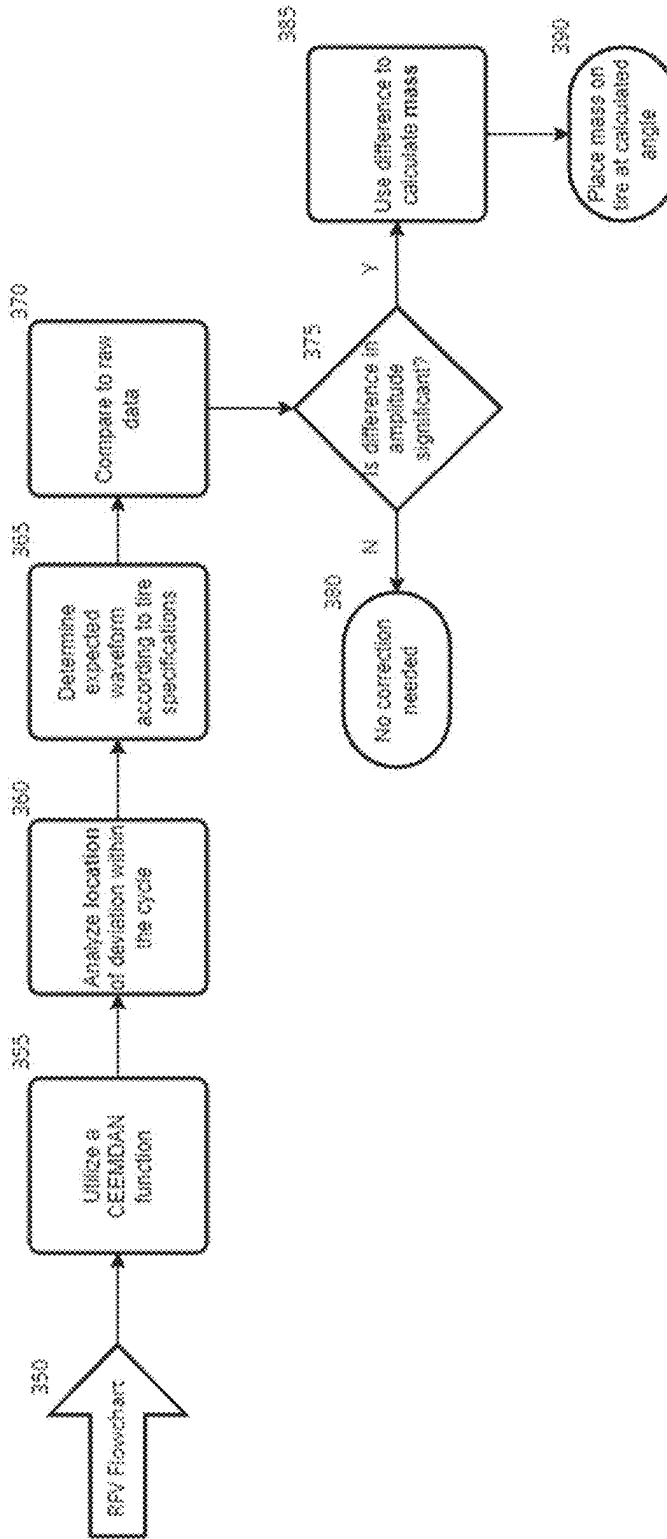 350
RFV Flowchart
355
Utilize a
CEEMDAN
function
360
Analyze location
of deviation within
the cycle
365
Determine
expected
waveform
according to tire
specifications
370
Compare to raw
data
375
Is difference in
amplitude
significant?
N
380
No correction
needed
Y
385
Use difference to
calculate mass
390
Place mass on
tire at calculated
angle